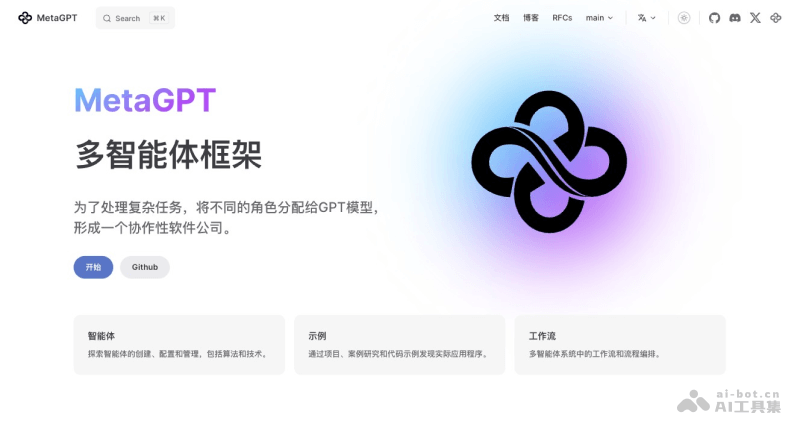 MetaGPT
Search
⌘ K
文档
博客
RFCs
main
MetaGPT
多智能体框架
为了处理复杂任务，将不同的角色分配给GPT模型，
形成一个协作性软件公司。
开始
Github
智能体
探索智能体的创建、配置和管理，包括算法和技术。
示例
通过项目、案例研究和代码示例发现实际应用程序。
工作流
多智能体系统中的工作流和流程编排。
ai-bot.cn
AI工具集